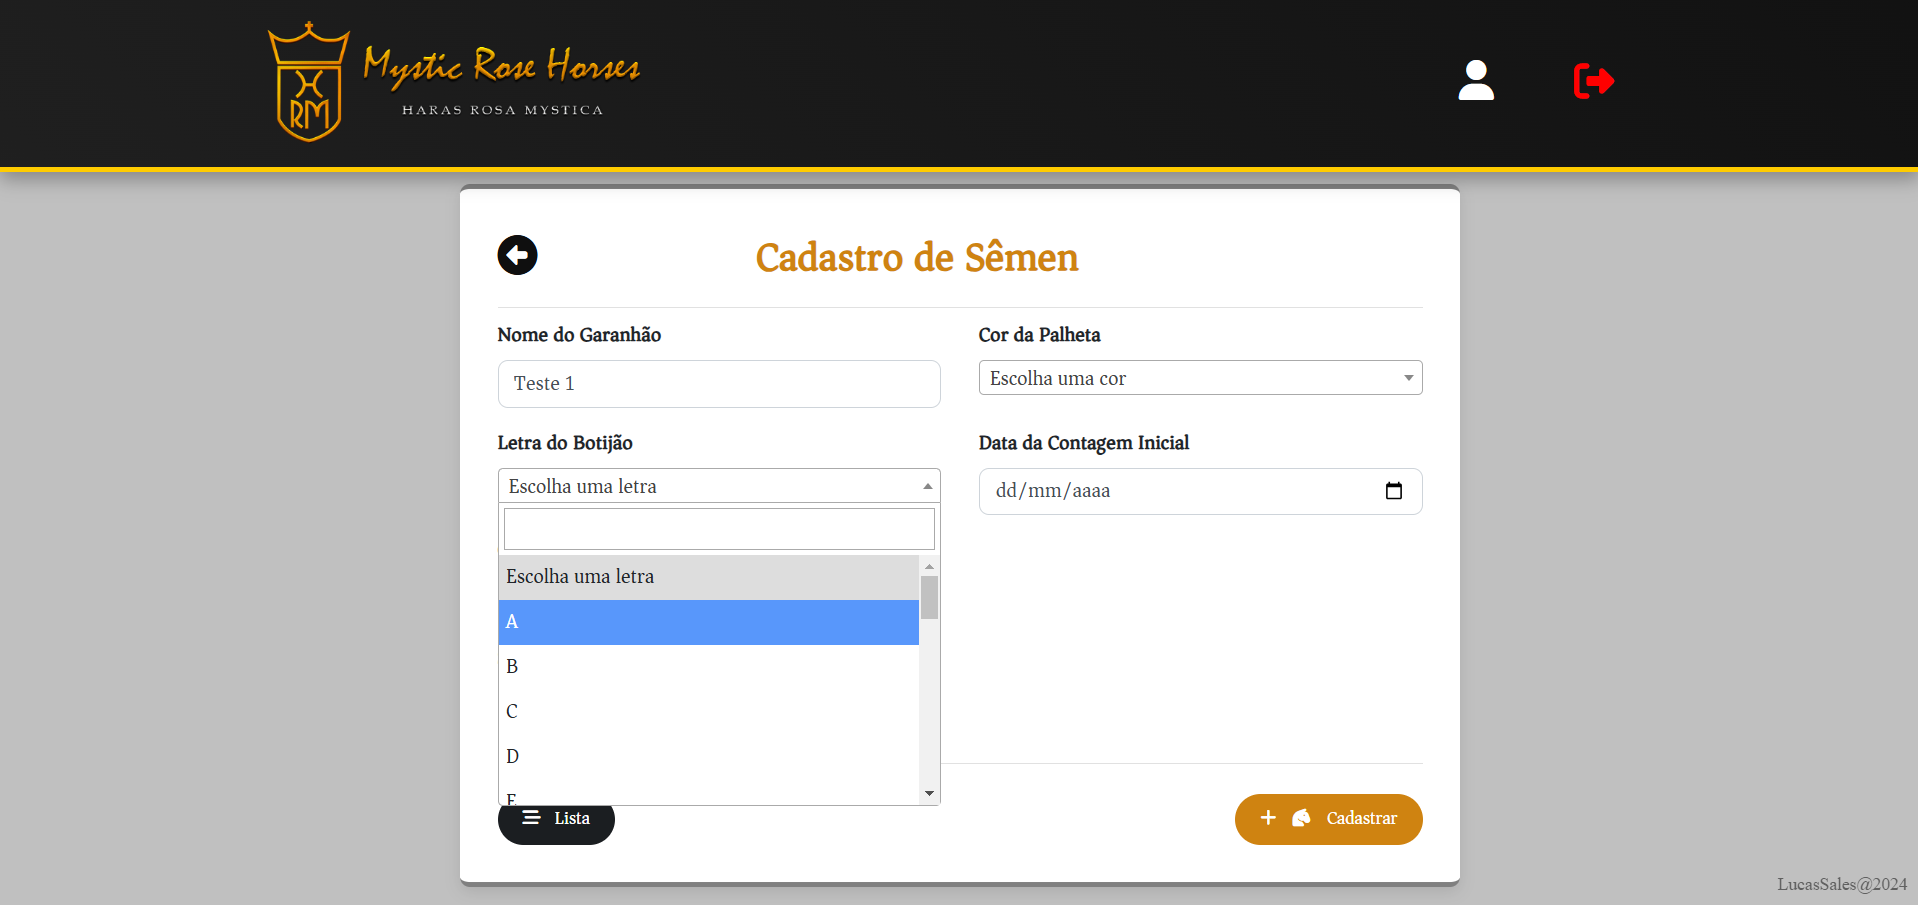 Mystic Rose Horses
HARAS ROSA MYSTICA
RM
Cadastro de Sêmen
Nome do Garanhão
Cor da Palheta
Teste 1
Escolha uma cor
Letra do Botijão
Data da Contagem Inicial
Escolha uma letra
dd/mm/aaaa
Escolha uma letra
A
B
C
D
E
Lista
Cadastrar
LucasSales@2024